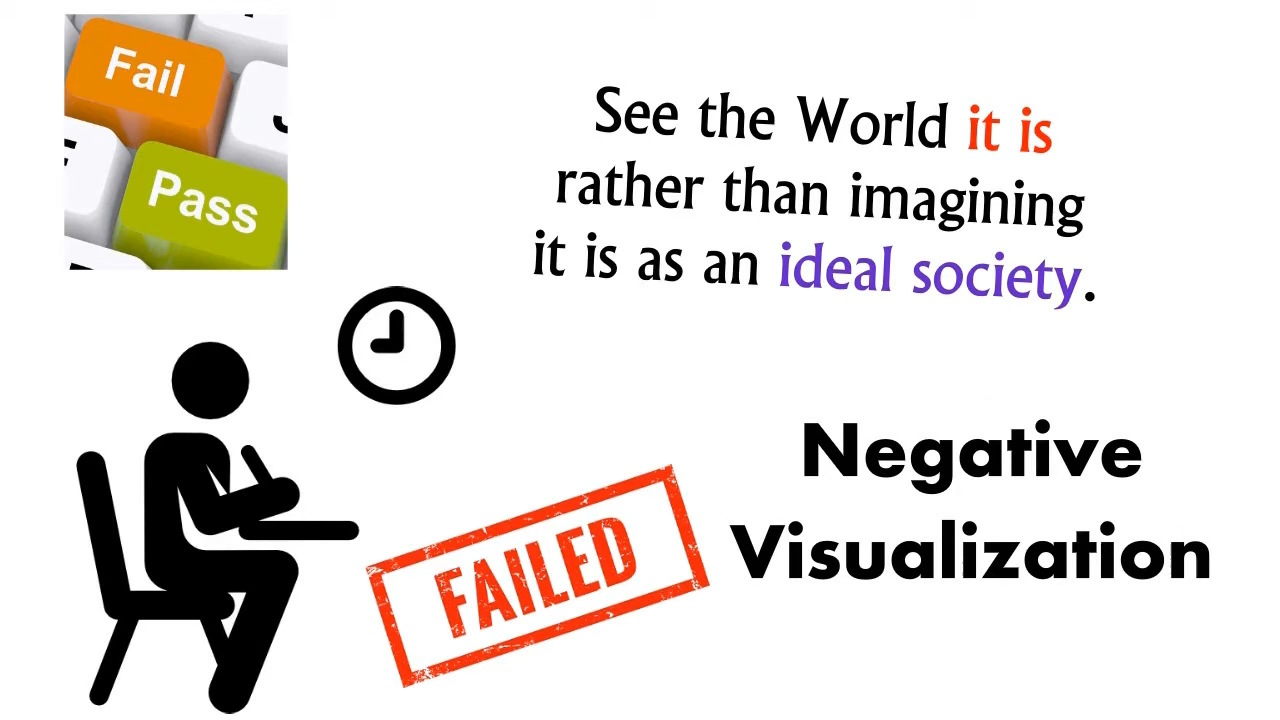 Fail
Pass
See the World it is
rather than imagining
it is as an ideal society.
Negative
Visualization
FAILED